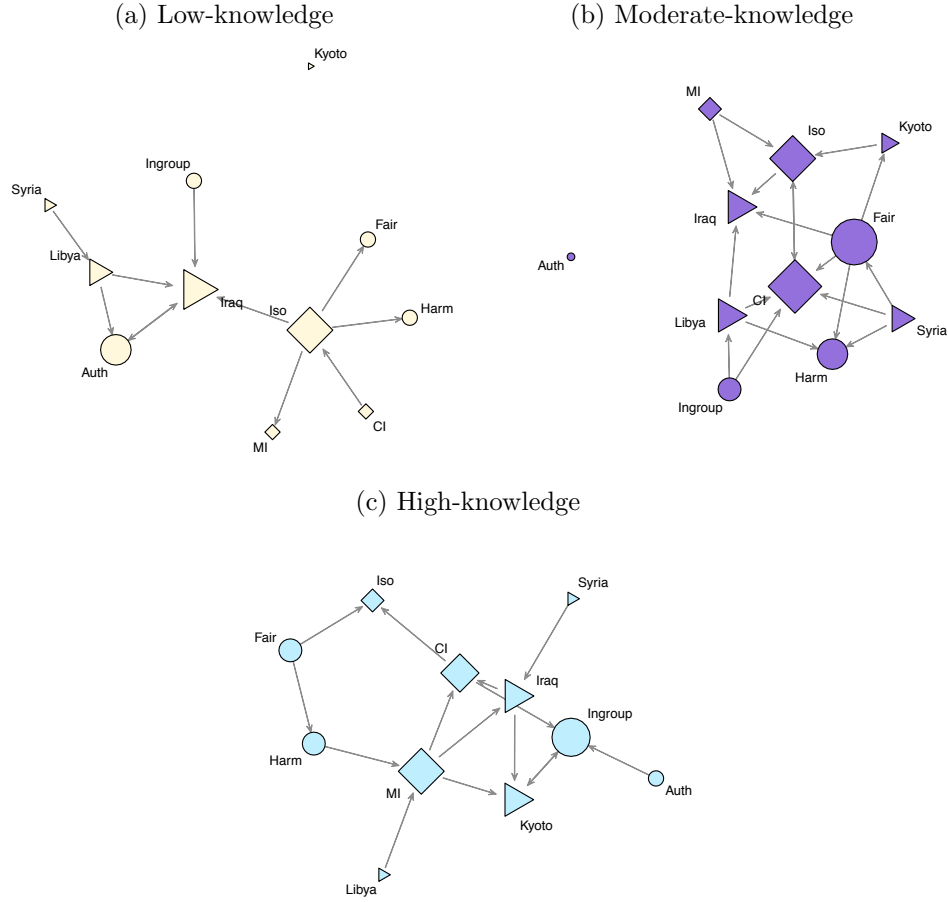 (a) Low-knowledge
Kyoto
Ingroup
Syria
Fair
Libya
Iraq
Iso
Harm
Auth
CI
MI
(b) Moderate-knowledge
MI
Iso
Kyoto
Iraq
Fair
Auth
CI
Libya
Syria
Harm
Ingroup
(c) High-knowledge
Iso
Syria
Fair
CI
Iraq
Ingroup
Harm
MI
Auth
Kyoto
Libya